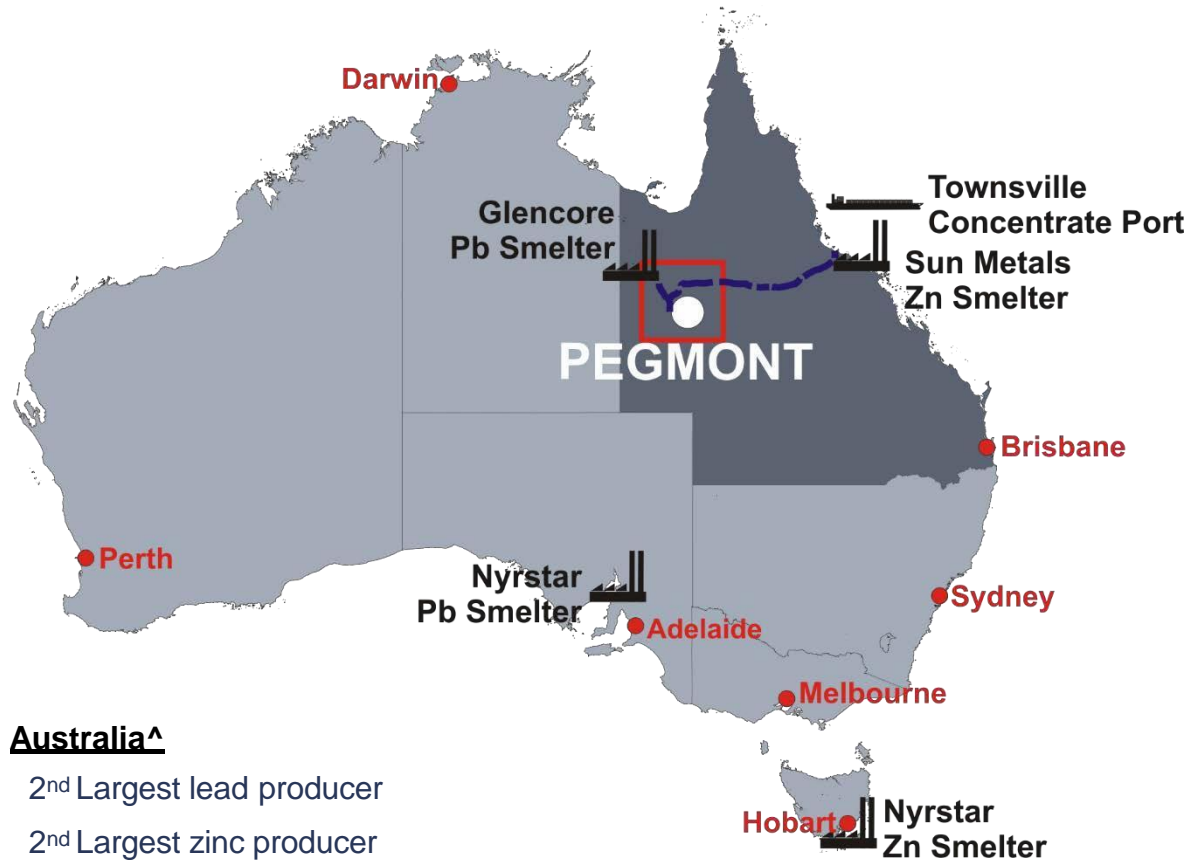 Darwin
Glencore
Pb Smelter
Townsville
Concentrate Port
Sun Metals
Zn Smelter
PEGMONT
Brisbane
Perth
Nyrstar
Pb Smelter
Sydney
Adelaide
Melbourne
Australia^
2nd Largest lead producer
2nd Largest zinc producer
Hobart
Nyrstar
Zn Smelter